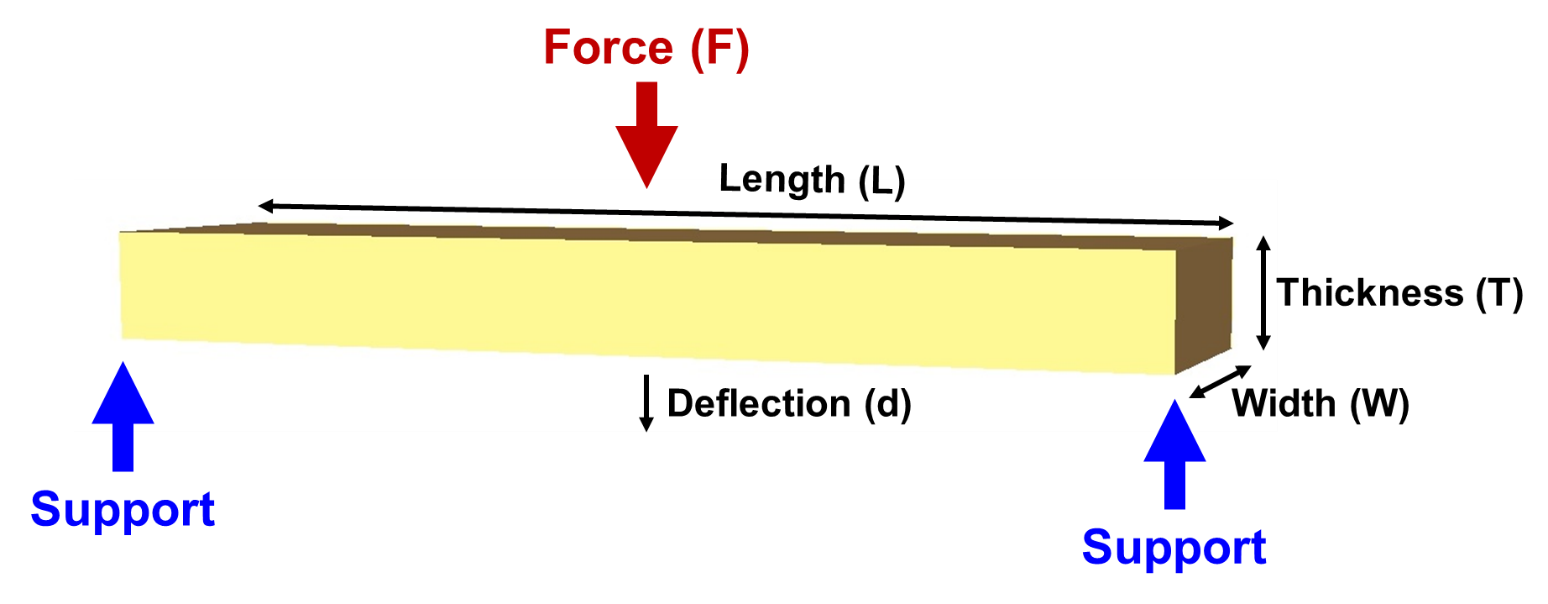 Force (F)
Length (L)
Thickness (T)
Deflection (d)
Width (W)
Support
Support